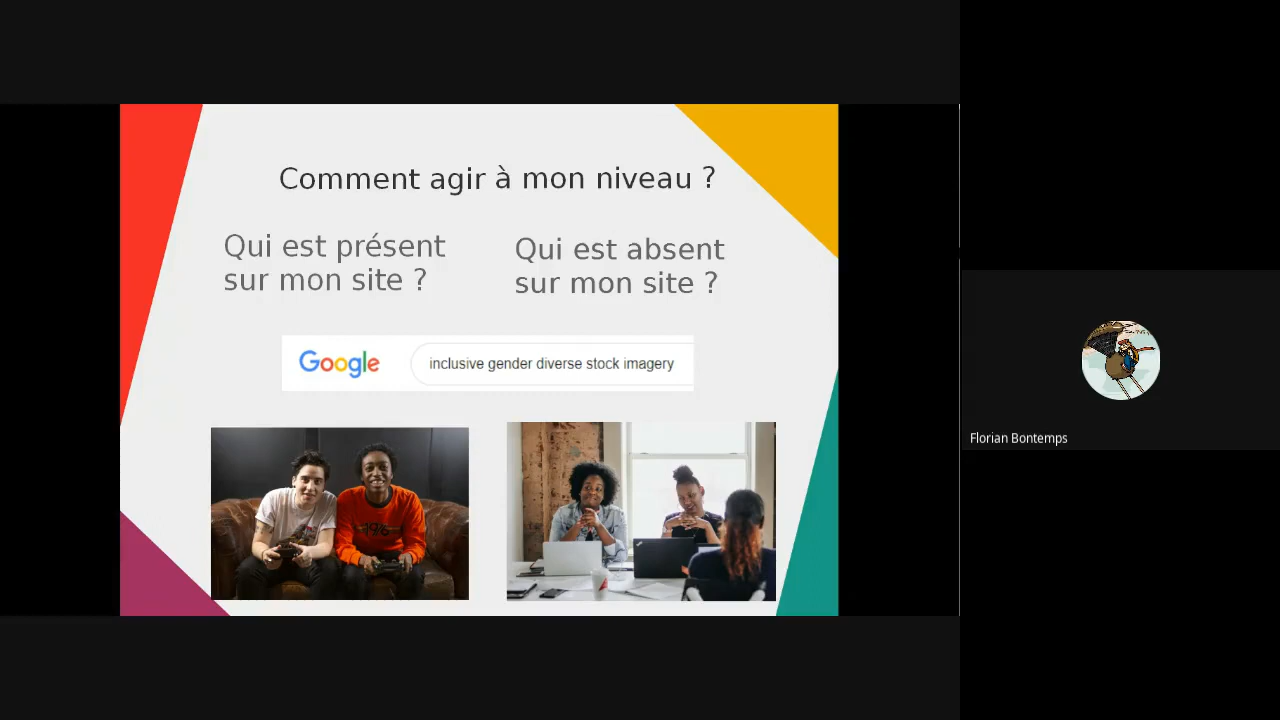 Comment agir à mon niveau ?
Qui est présent
sur mon site ?
Qui est absent
sur mon site ?
Google
inclusive gender diverse stock imagery
196
Florian Bontemps